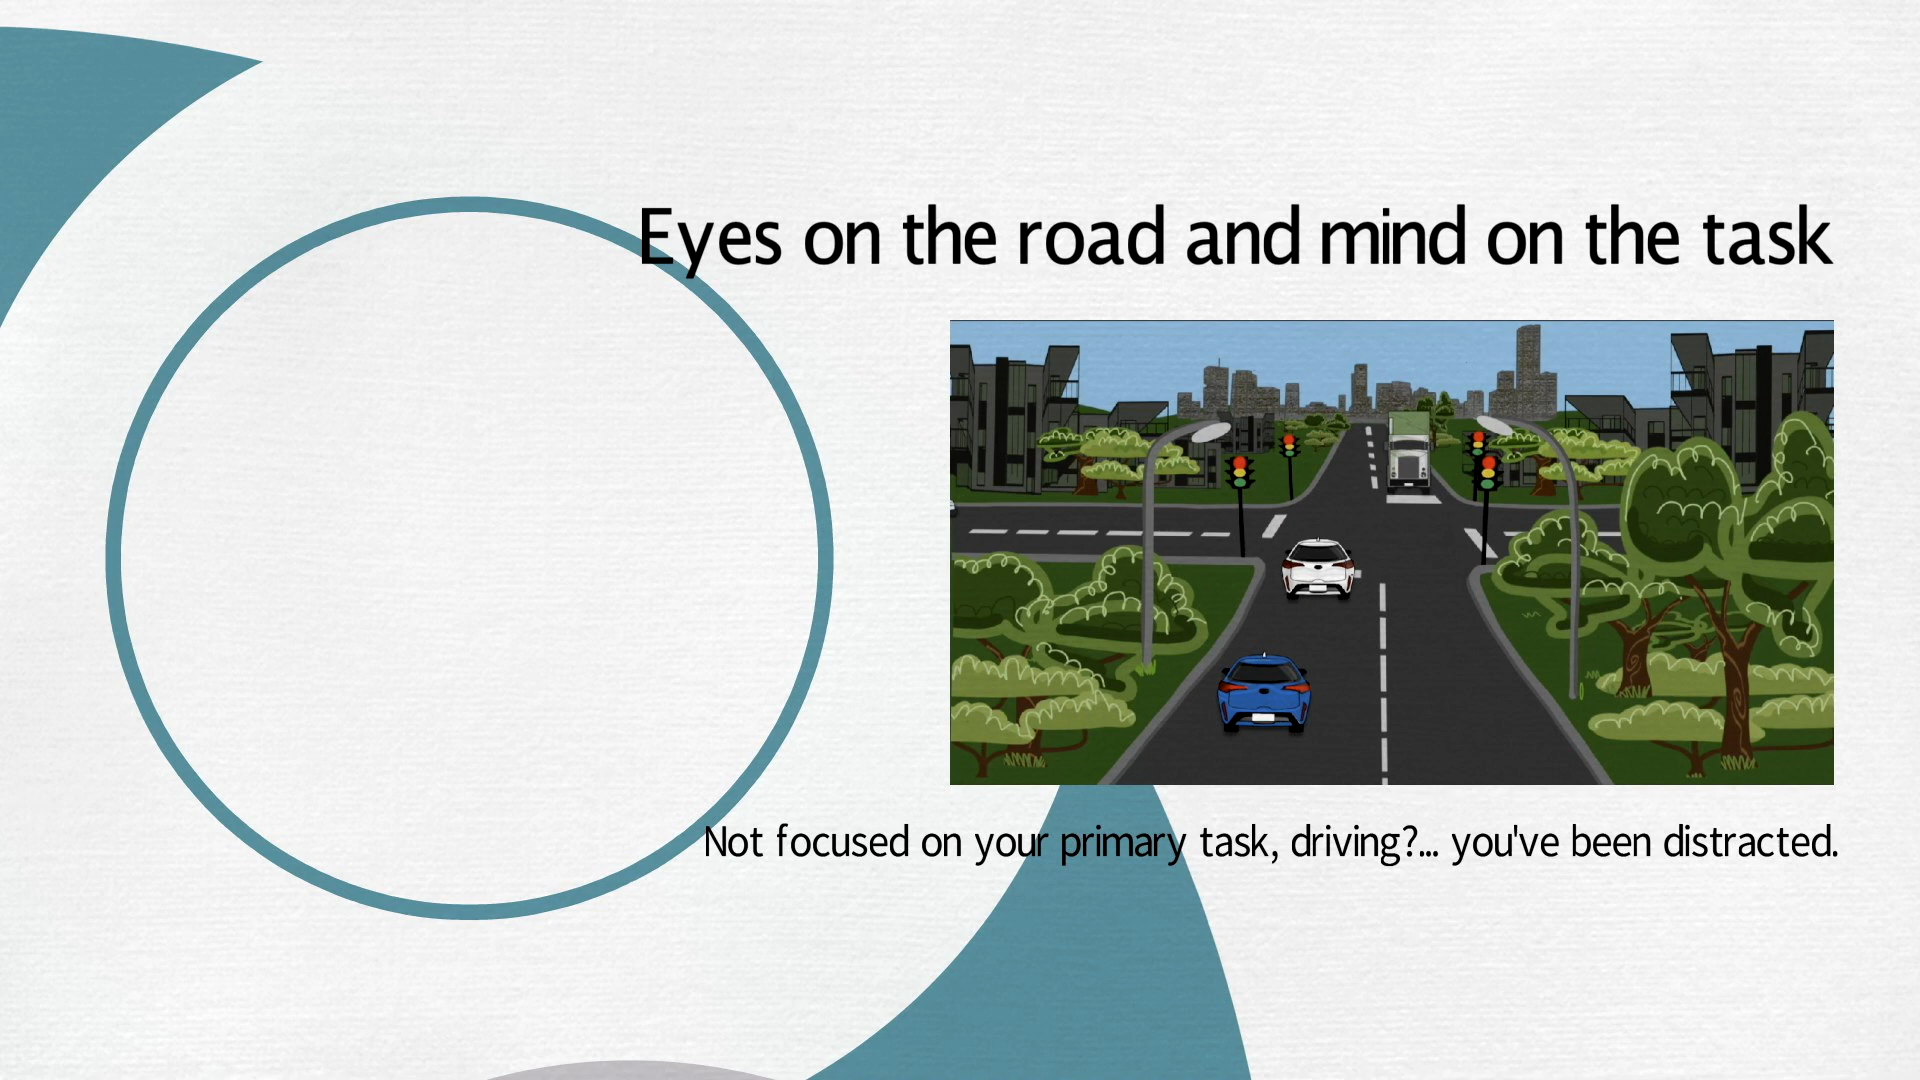 Eyes on the road and mind on the task
Not focused on your primary task, driving?... you've been distracted.